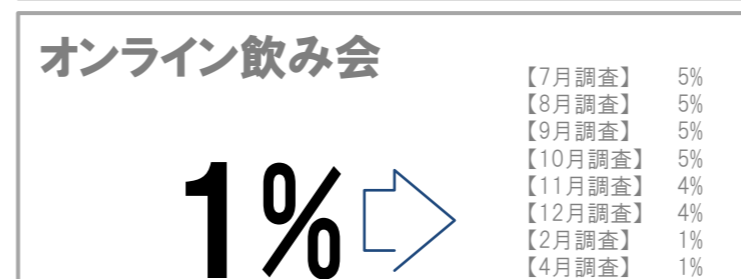 オンライン飲み会
1%
【7月調査】 5%
【8月調査】 5%
【9月調査】 5%
【10月調査】 5%
【11月調査】 4%
【12月調査】 4%
【2月調査】 1%
【4月調査】 1%